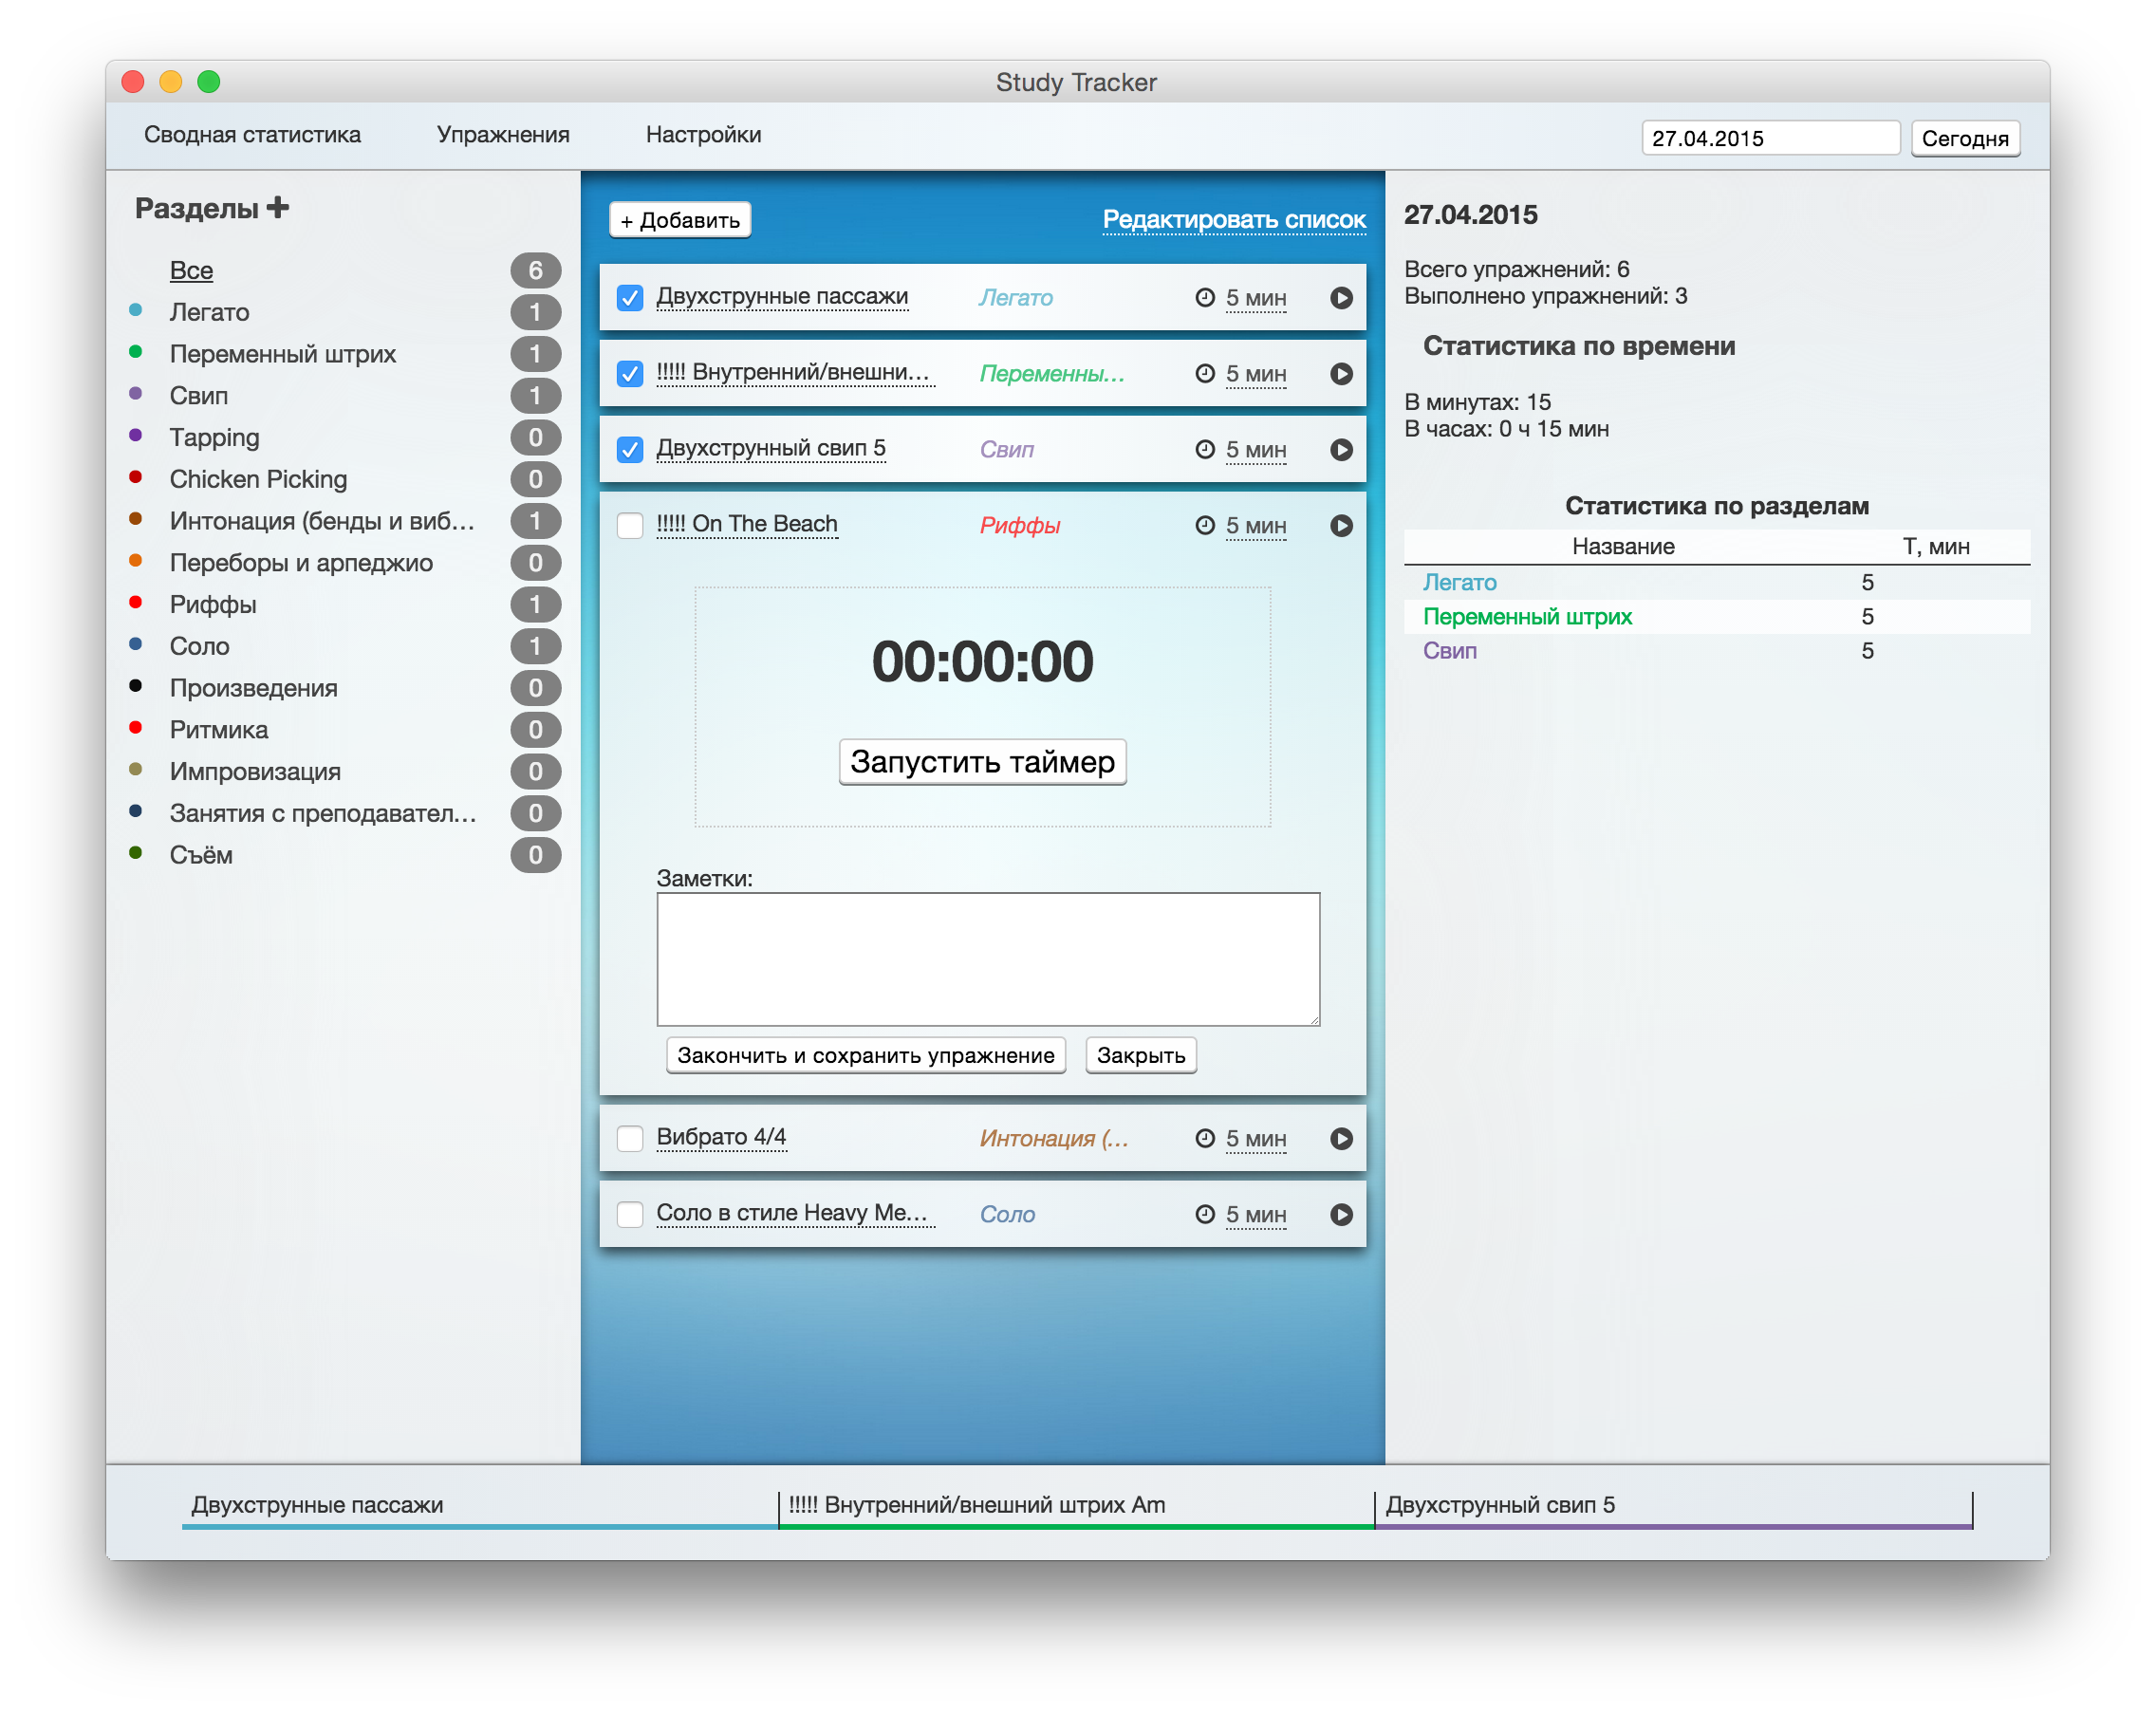 Study Tracker
Сводная статистика Упражнения Настройки 27.04.2015 Сегодня
Разделы +
Все 6
Легато 1
Переменный штрих 1
Свип 1
Tapping 0
Chicken Picking 0
Интонация (бенды и виб... 1
Переборы и арпеджио 0
Риффы 1
Соло 1
Произведения 0
Ритмика 0
Импровизация 0
Занятия с преподавател... 0
Съём 0
+ Добавить Редактировать список
Двухструнные пассажи Легато 5 мин
!!!!! Внутренний/внешни... Переменны... 5 мин
Двухструнный свип 5 Свип 5 мин
!!!!! On The Beach Риффы 5 мин
00:00:00
Запустить таймер
Заметки:
Закончить и сохранить упражнение Закрыть
Вибрато 4/4 Интонация (... 5 мин
Соло в стиле Heavy Me... Соло 5 мин
27.04.2015
Всего упражнений: 6
Выполнено упражнений: 3
Статистика по времени
В минутах: 15
В часах: 0 ч 15 мин
Статистика по разделам
Название Т, мин
Легато 5
Переменный штрих 5
Свип 5
Двухструнные пассажи !!!!! Внутренний/внешний штрих Am Двухструнный свип 5